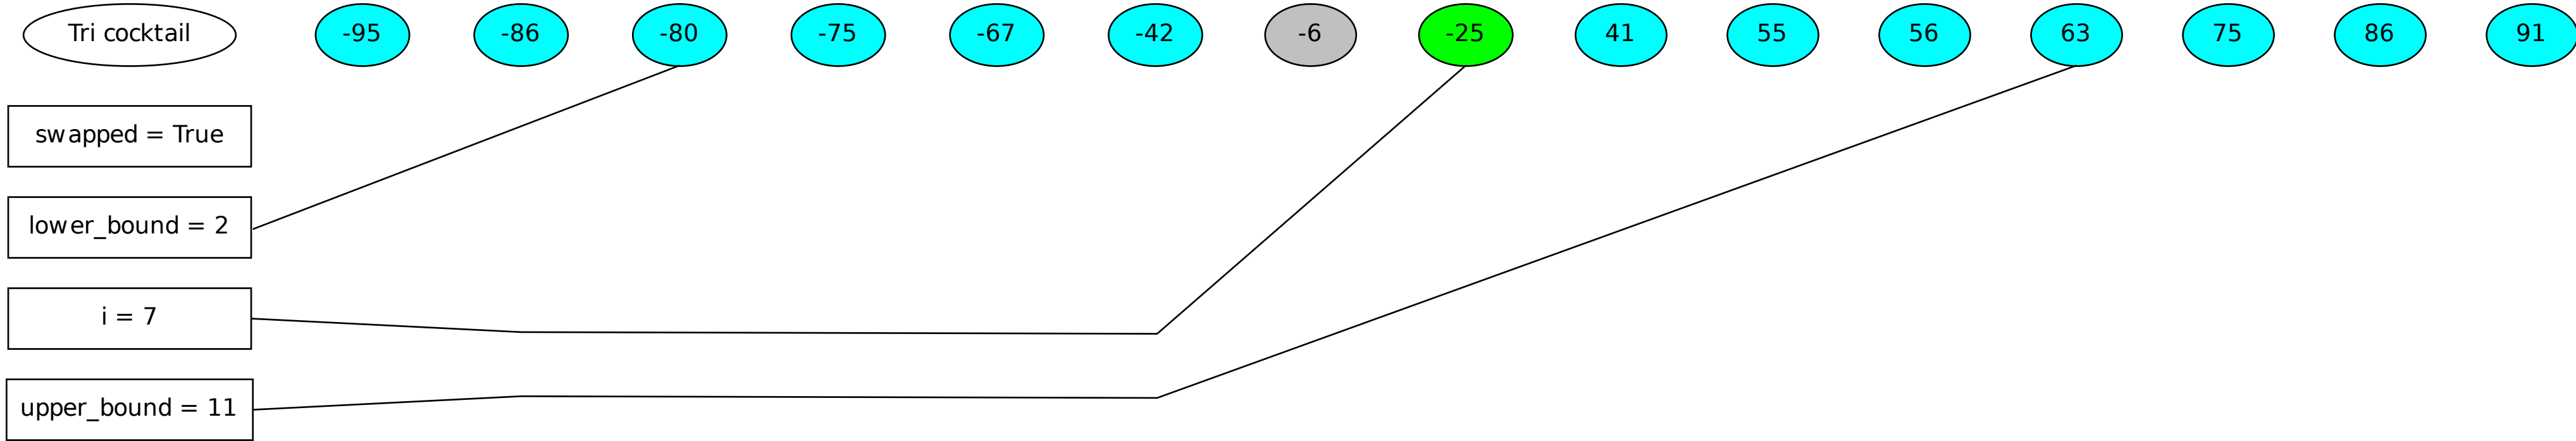 Tri cocktail -95 -86 -80 -75 -67 -42 -6 -25 41 55 56 63 75 86 91
swapped = True
lower_bound = 2
i = 7
upper_bound = 11